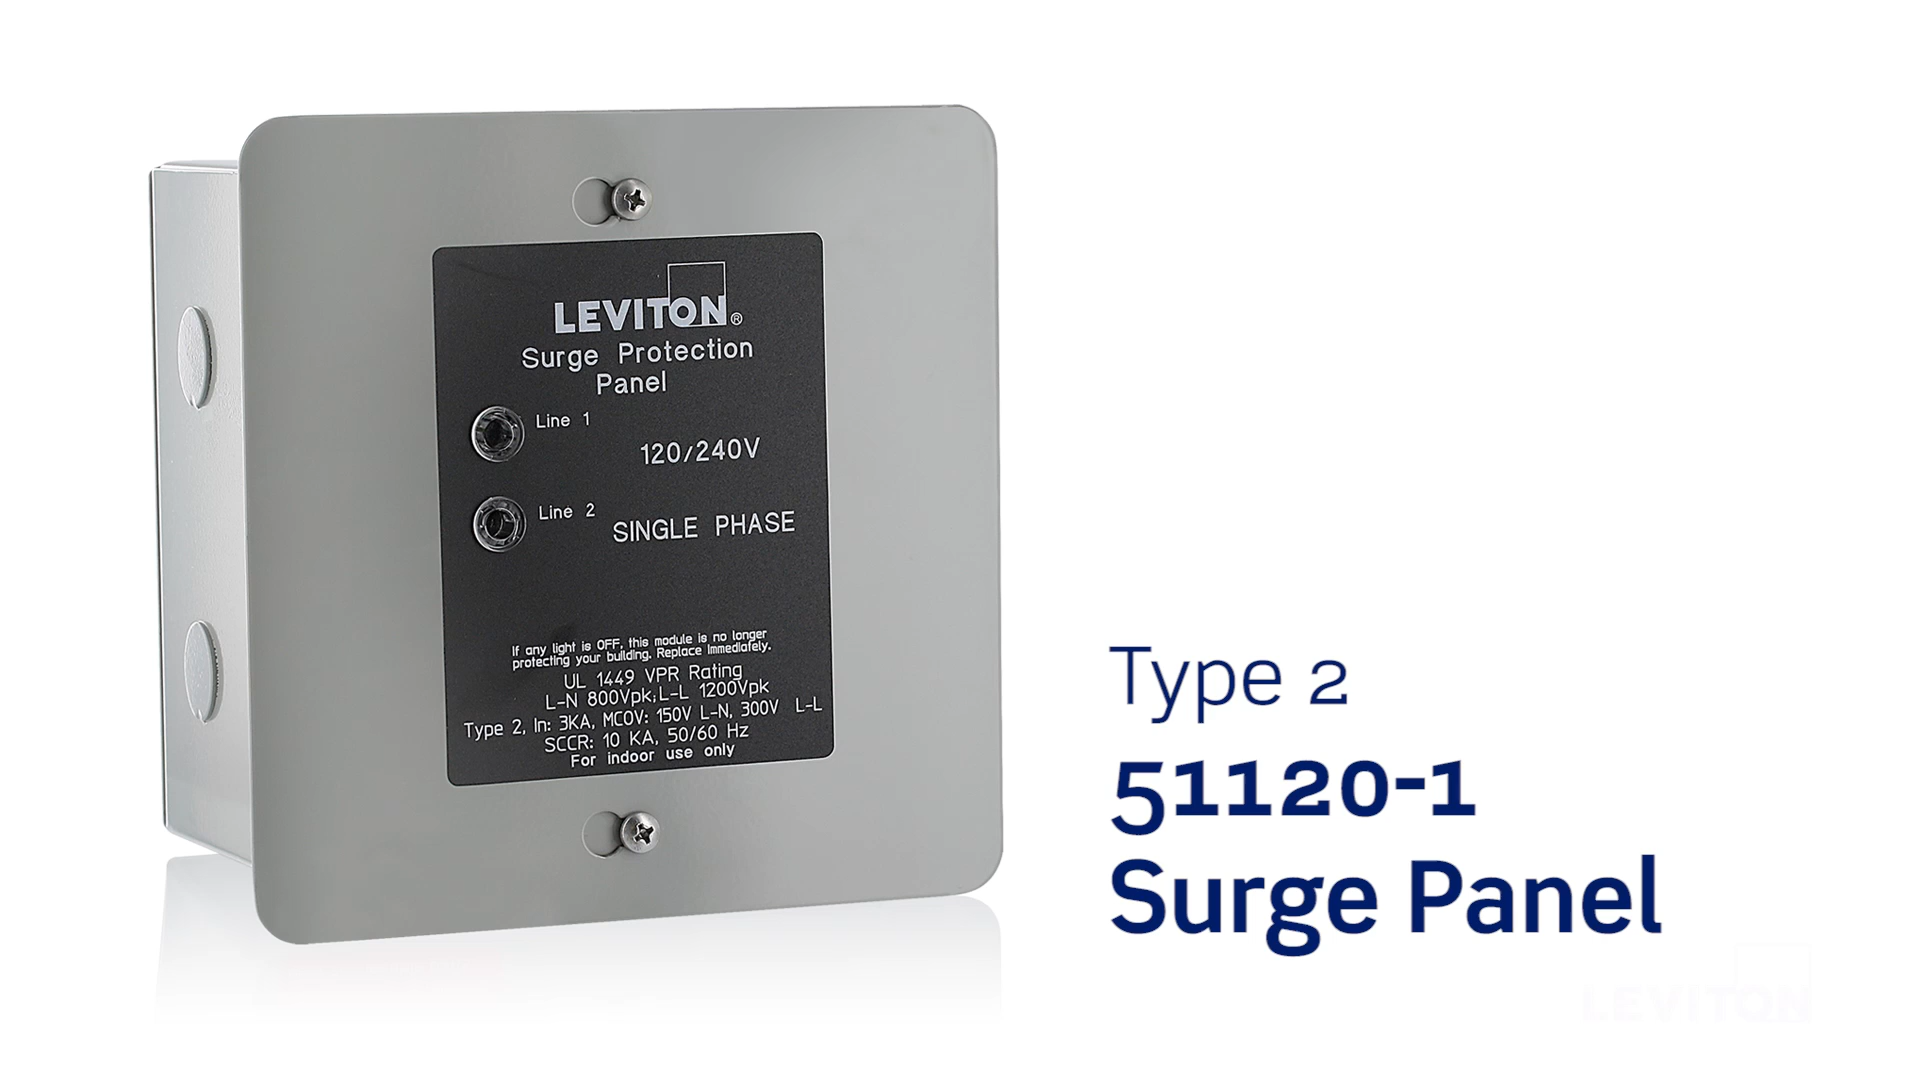 LEVITON®
Surge Protection
Panel
Line 1
120/240V
Line 2
SINGLE PHASE
If any light is OFF, this module is no longer
protecting your building. Replace Immediately.
UL 1449 VPR Rating
L-N 800Vpk;L-L 1200Vpk
Type 2, In: 3KA, MCOV: 150V L-N, 300V L-L
SCCR: 10 KA, 50/60 Hz
For indoor use only
Type 2
51120-1
Surge Panel
LEVITON